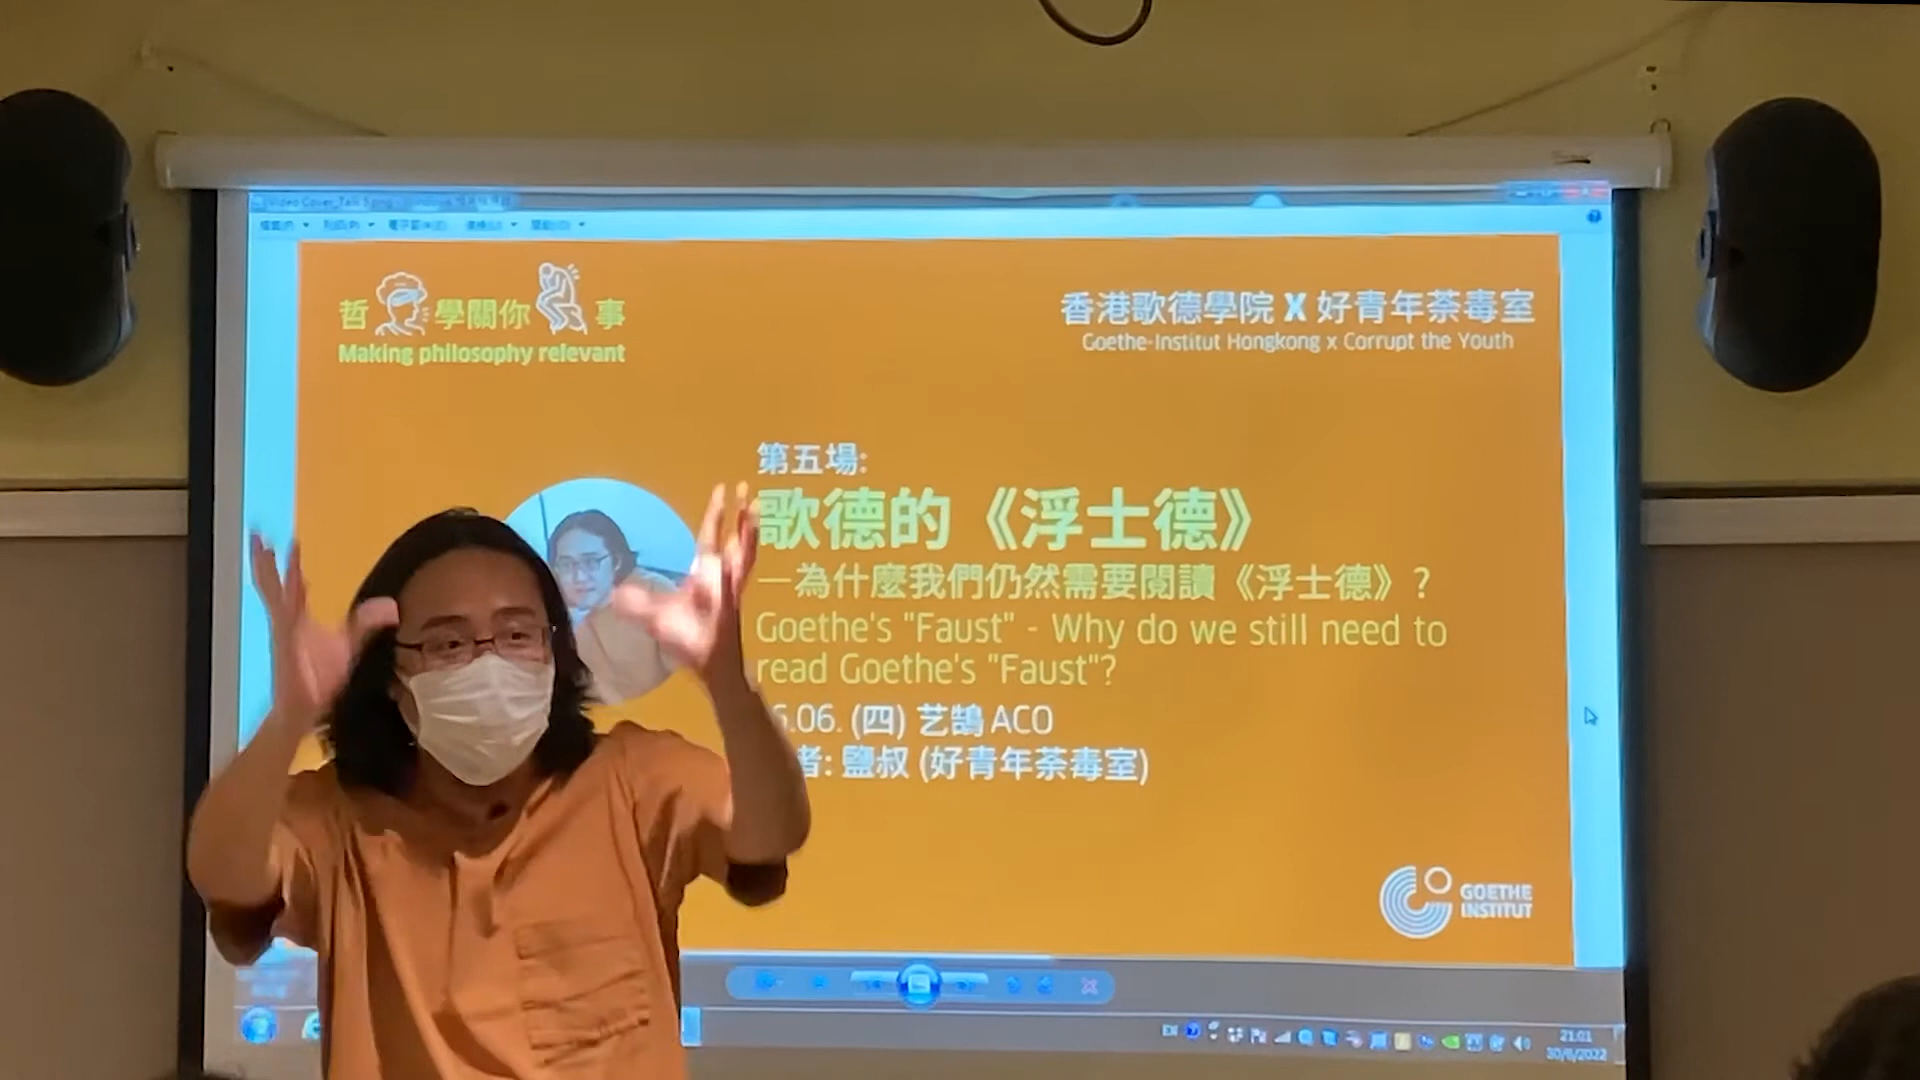 哲學關你事
Making philosophy relevant
香港歌德學院 X 好青年荼毒室
Goethe-Institut Hongkong x Corrupt the Youth
第五場:
歌德的《浮士德》
—為什麼我們仍然需要閱讀《浮士德》?
Goethe's "Faust" - Why do we still need to
read Goethe's "Faust"?
.06. (四) 艺鵠 ACO
者: 鹽叔 (好青年荼毒室)
GOETHE
INSTITUT
21:01
30/6/2022